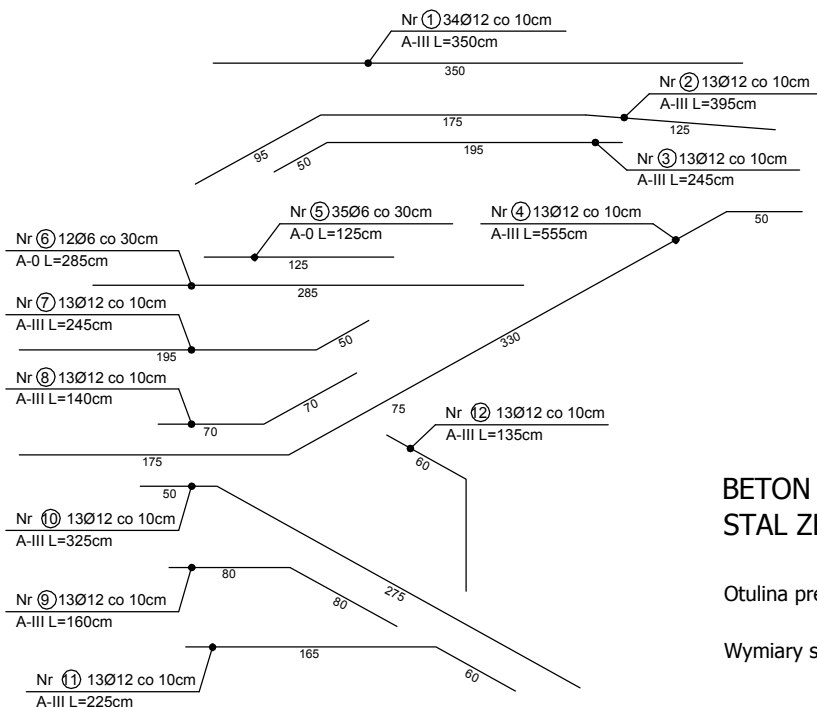 Nr 1 34Ø12 co 10cm
A-III L=350cm
350
Nr 2 13Ø12 co 10cm
A-III L=395cm
175
125
95
50
195
Nr 3 13Ø12 co 10cm
A-III L=245cm
Nr 5 35Ø6 co 30cm
A-0 L=125cm
125
Nr 4 13Ø12 co 10cm
A-III L=555cm
50
Nr 6 12Ø6 co 30cm
A-0 L=285cm
285
Nr 7 13Ø12 co 10cm
A-III L=245cm
195
50
330
Nr 8 13Ø12 co 10cm
A-III L=140cm
70
70
75
Nr 12 13Ø12 co 10cm
A-III L=135cm
60
175
50
Nr 10 13Ø12 co 10cm
A-III L=325cm
275
80
80
Nr 9 13Ø12 co 10cm
A-III L=160cm
165
60
Nr 11 13Ø12 co 10cm
A-III L=225cm
BETON
STAL
Otulina
Wymiary